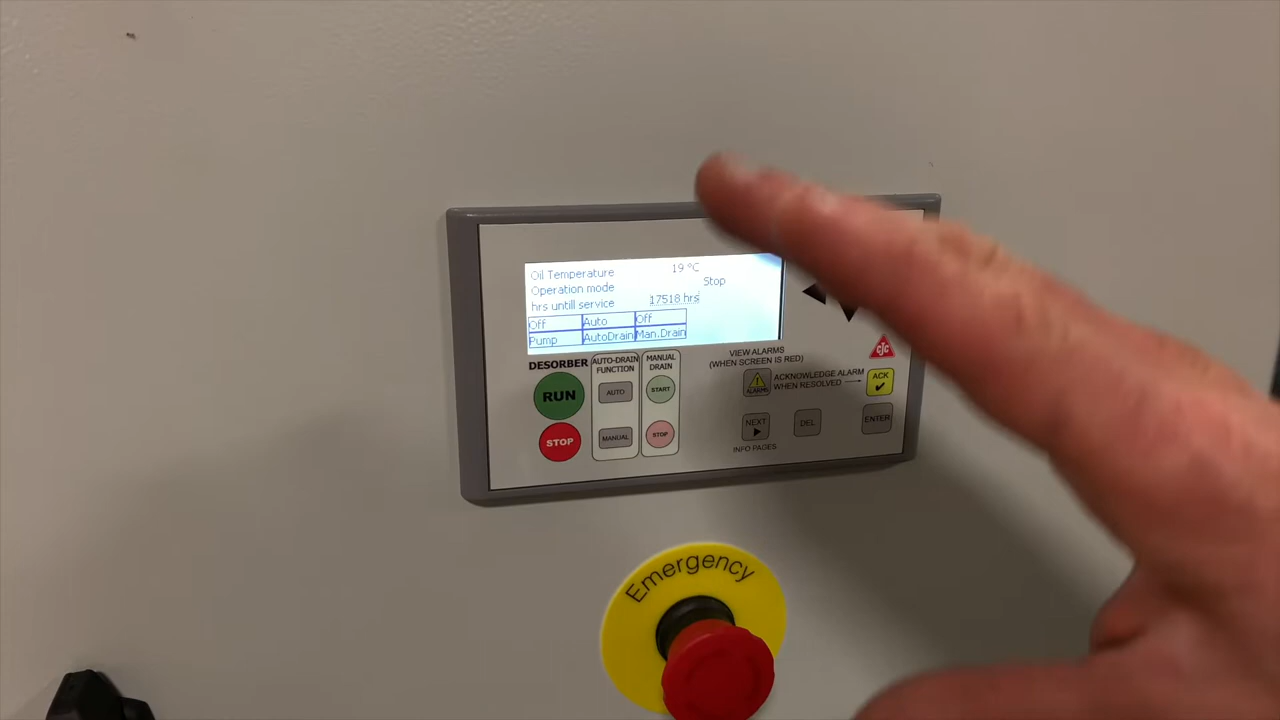 Oil Temperature 19 °C
Operation mode Stop
hrs untill service 17518 hrs
Off Auto Off
Pump AutoDrain Man.Drain
DESORBER
RUN
STOP
AUTO-DRAIN
FUNCTION
AUTO
MANUAL
MANUAL
DRAIN
START
STOP
VIEW ALARMS
(WHEN SCREEN IS RED)
ALARMS
ACKNOWLEDGE ALARM
WHEN RESOLVED
CJC
ACK
NEXT
INFO PAGES
DEL
ENTER
Emergency